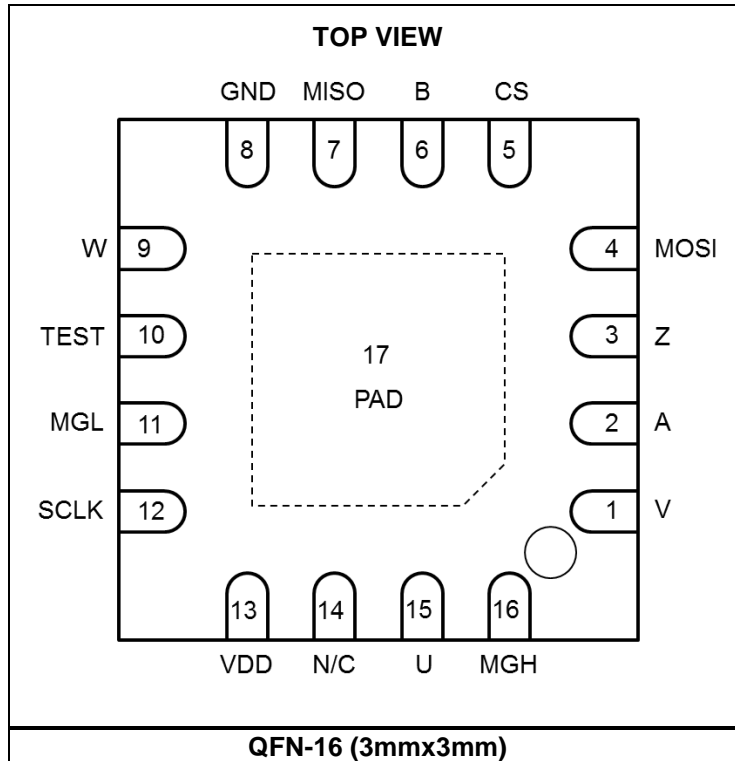 TOP VIEW
GND MISO B CS
8 7 6 5
W 9 4 MOSI
TEST 10 3 Z
17
PAD
MGL 11 2 A
SCLK 12 1 V
13 14 15 16
VDD N/C U MGH
QFN-16 (3mmx3mm)